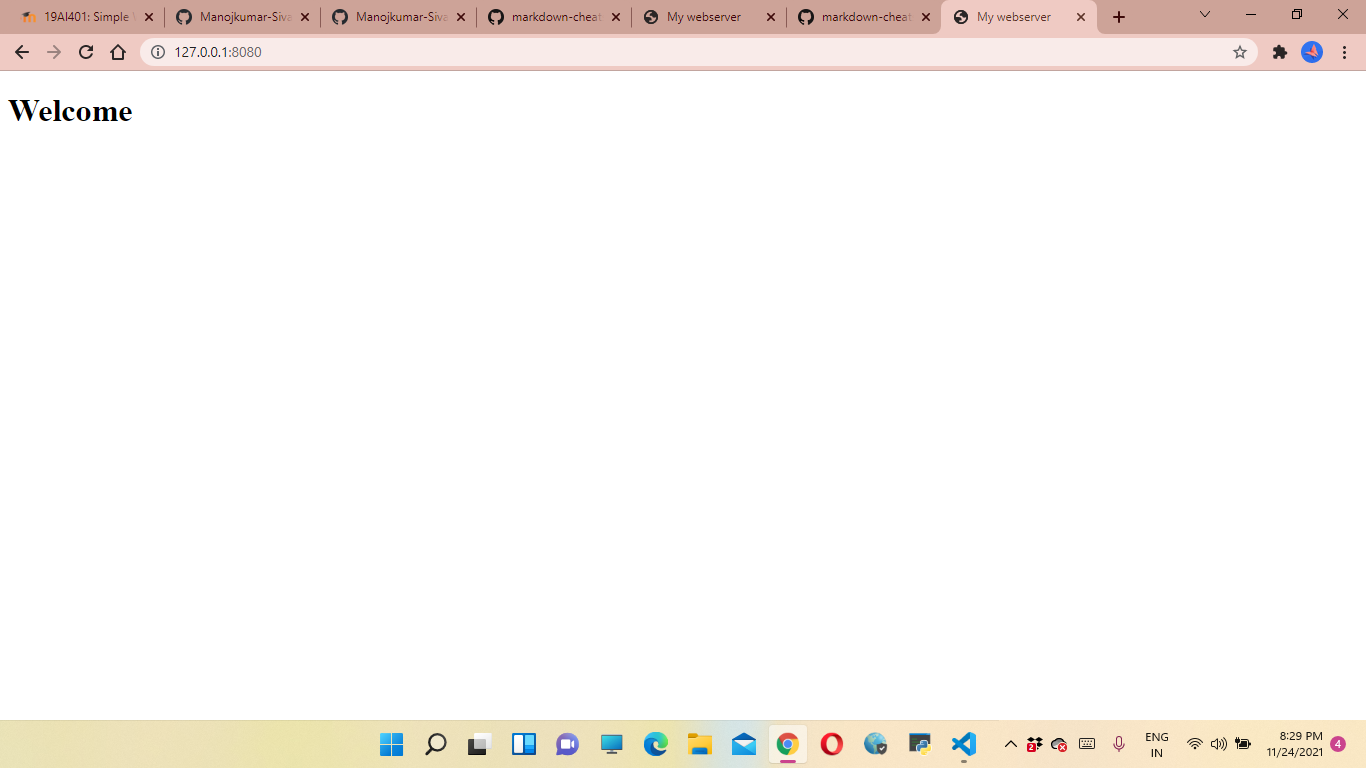 19AI401: Simple
Manojkumar-Siva
Manojkumar-Siva
markdown-cheat
My webserver
markdown-cheat
My webserver
127.0.0.1:8080
Welcome
2
ENG
IN
8:29 PM
11/24/2021
4